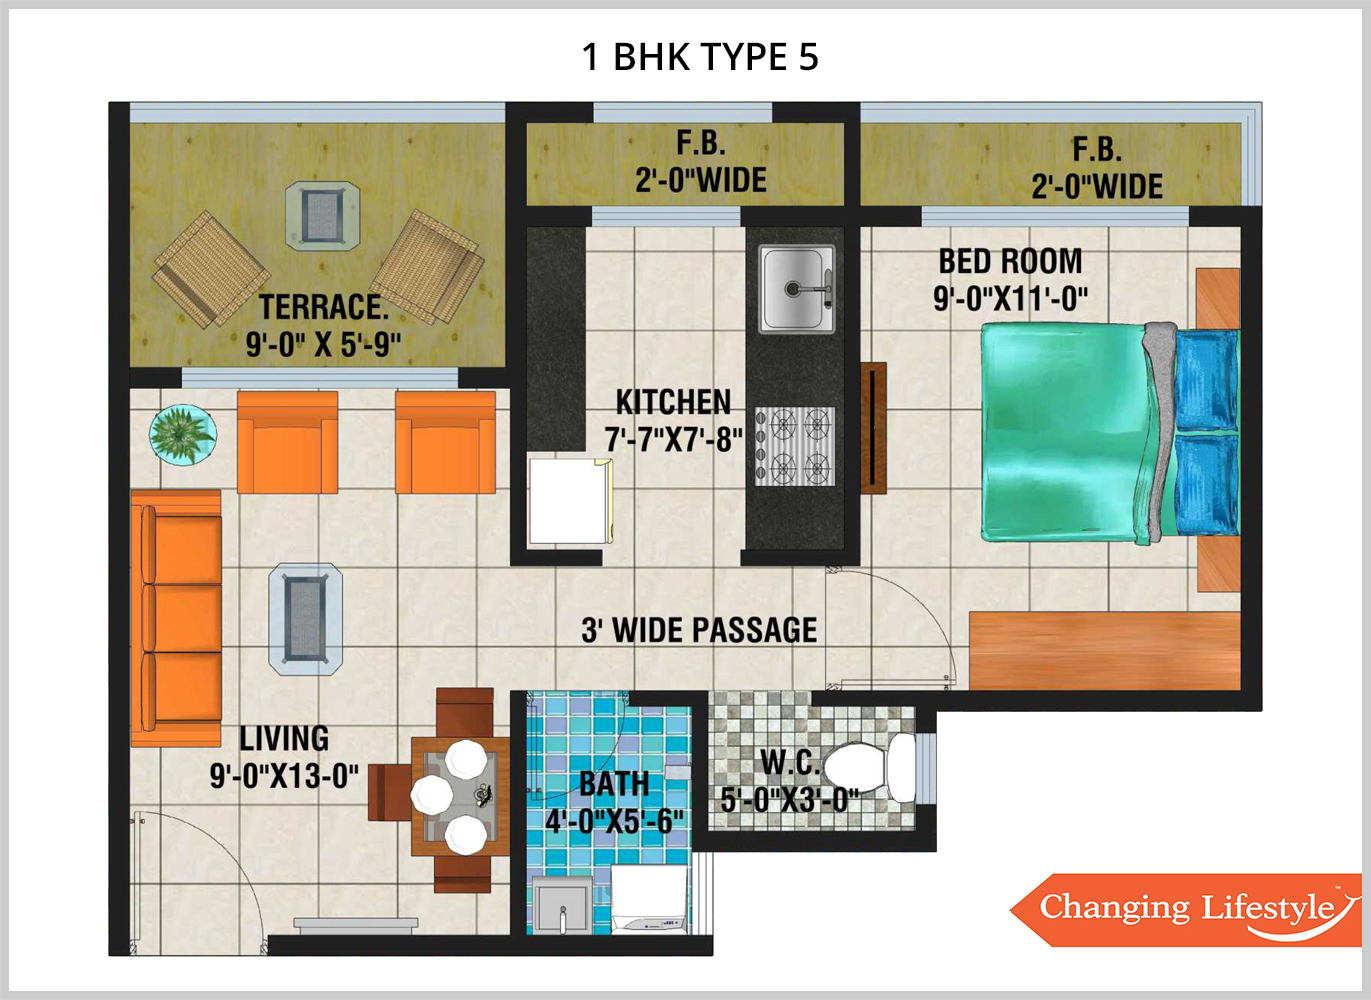 1 BHK TYPE 5
F.B.
2'-0"WIDE
F.B.
2'-0"WIDE
TERRACE.
9'-0" X 5'-9"
BED ROOM
9'-0"X11'-0"
KITCHEN
7'-7"X7'-8"
3' WIDE PASSAGE
LIVING
9'-0"X13-0"
BATH
4'-0"X5'-6"
W.C.
5'-0"X3'-0"
Changing Lifestyle™